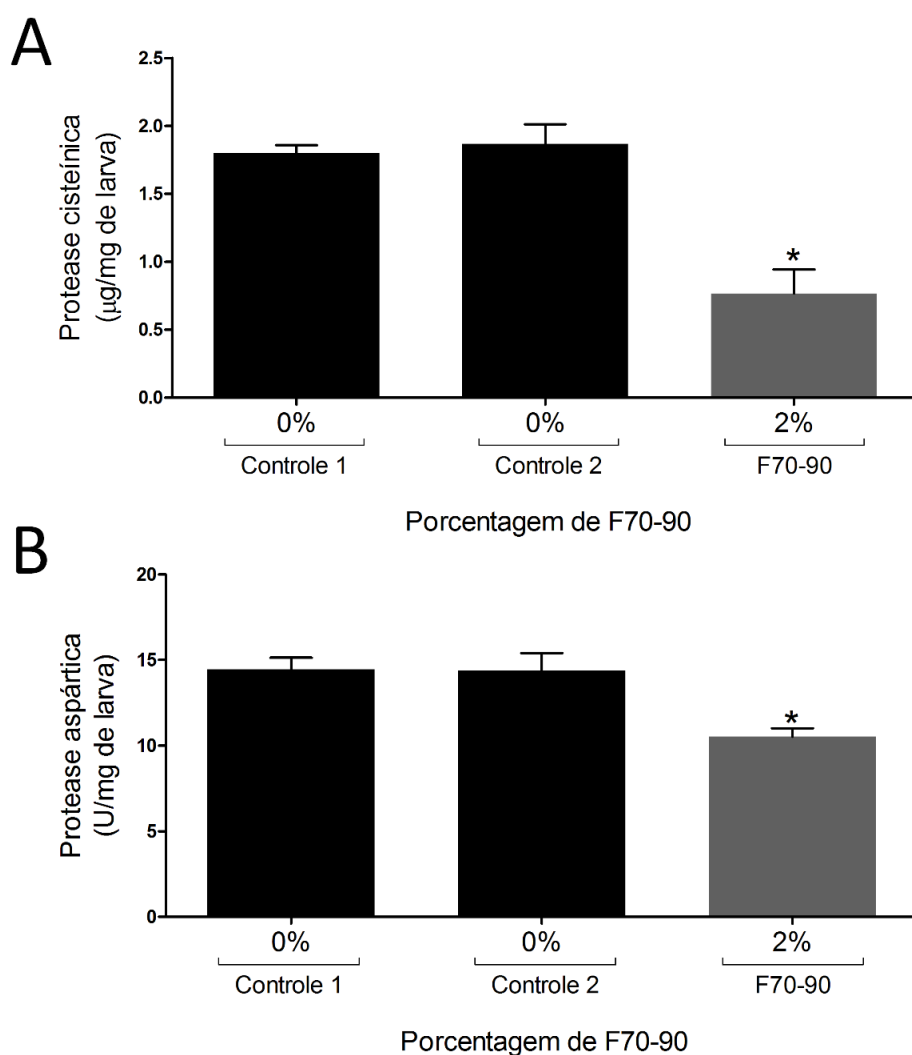 A
Protease cisteínica
(µg/mg de larva)
2.5
2.0
1.5
1.0
0.5
0.0
*
0% 0% 2%
Controle 1 Controle 2 F70-90
Porcentagem de F70-90
B
Protease aspártica
(U/mg de larva)
20
15
10
5
0
*
0% 0% 2%
Controle 1 Controle 2 F70-90
Porcentagem de F70-90